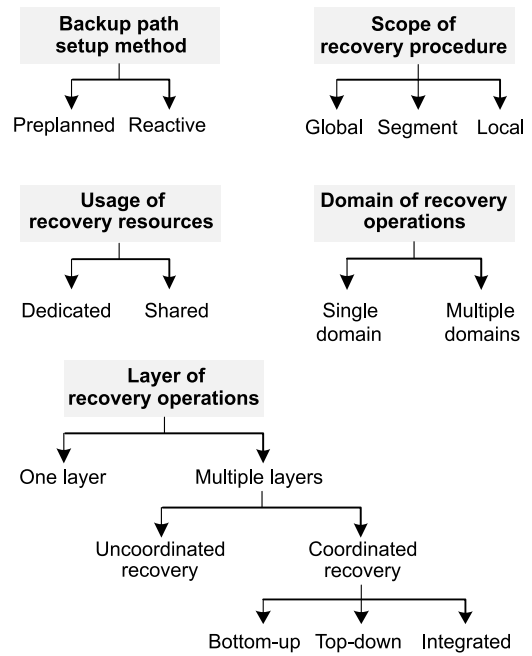 Backup path
setup method
Preplanned Reactive
Scope of
recovery procedure
Global Segment Local
Usage of
recovery resources
Dedicated Shared
Domain of recovery
operations
Single
domain
Multiple
domains
Layer of
recovery operations
One layer Multiple layers
Uncoordinated
recovery
Coordinated
recovery
Bottom-up Top-down Integrated